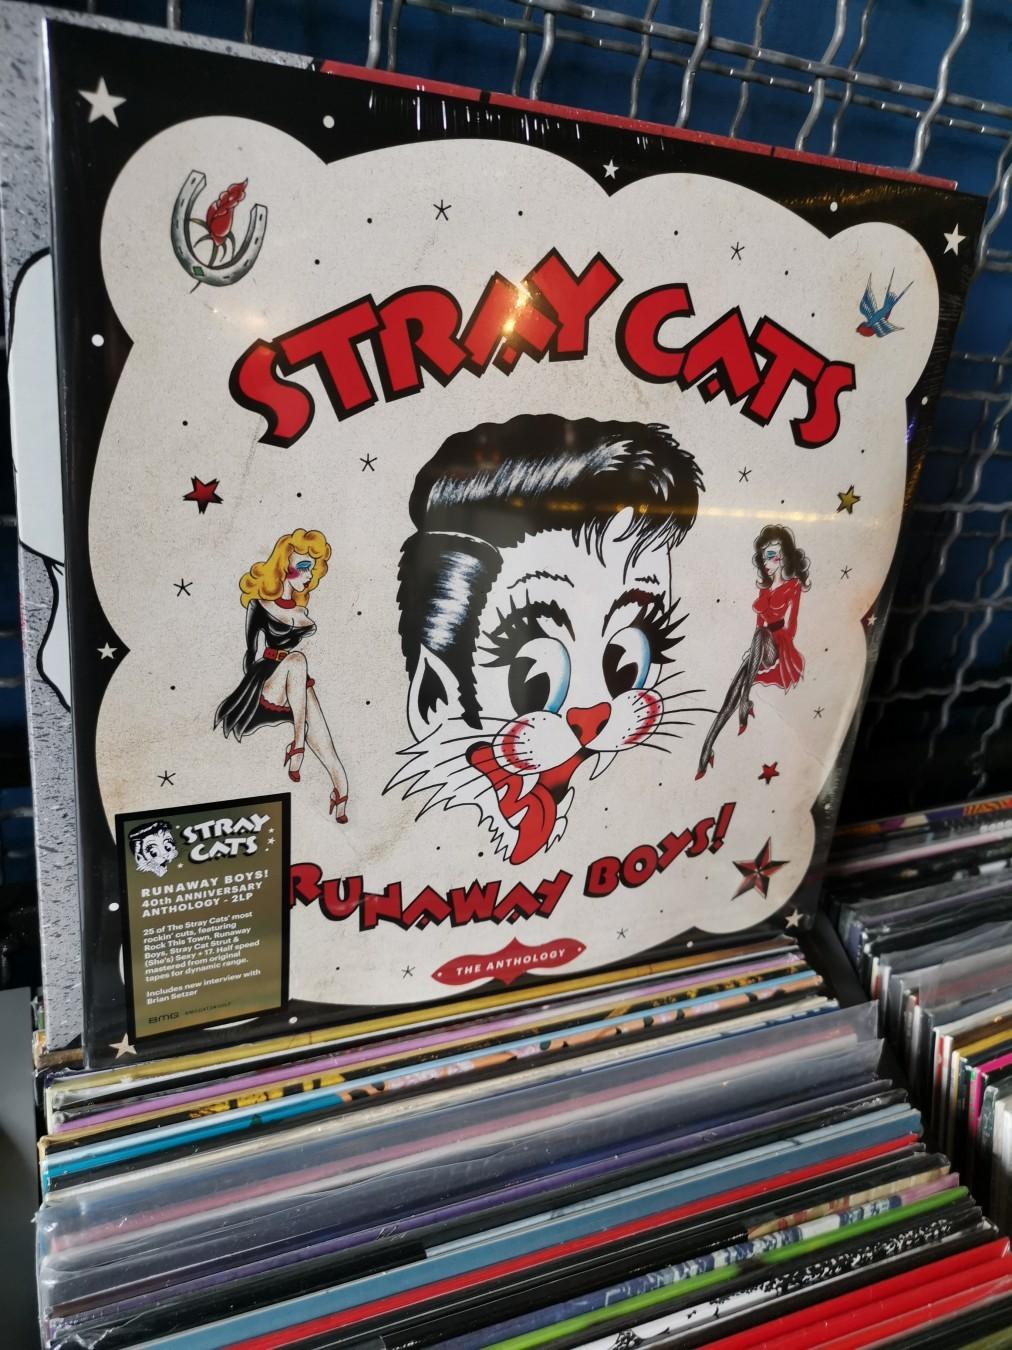 STRAY CATS
STRAY
CATS
RUNAWAY BOYS!
40th ANNIVERSARY
ANTHOLOGY - 2LP
25 of The Stray Cats' most
rockin' cuts, featuring
Rock This Town, Runaway
Boys, Stray Cat Strut &
(She's) Sexy + 17. Half speed
mastered from original
tapes for dynamic range.
Includes new interview with
Brian Setzer
BMG
RUNAWAY BOYS!
THE ANTHOLOGY